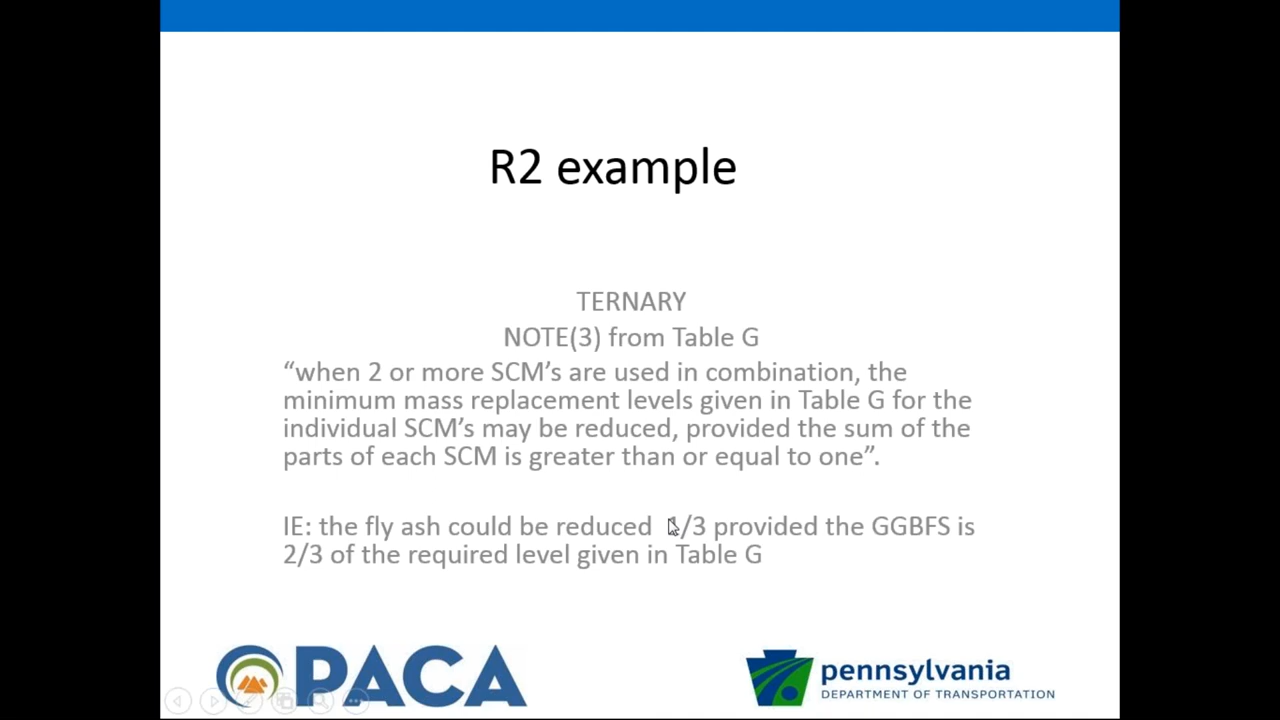 R2 example
TERNARY
NOTE(3) from Table G
“when 2 or more SCM’s are used in combination, the
minimum mass replacement levels given in Table G for the
individual SCM’s may be reduced, provided the sum of the
parts of each SCM is greater than or equal to one”.
IE: the fly ash could be reduced 1/3 provided the GGBFS is
2/3 of the required level given in Table G
PACA
pennsylvania
DEPARTMENT OF TRANSPORTATION